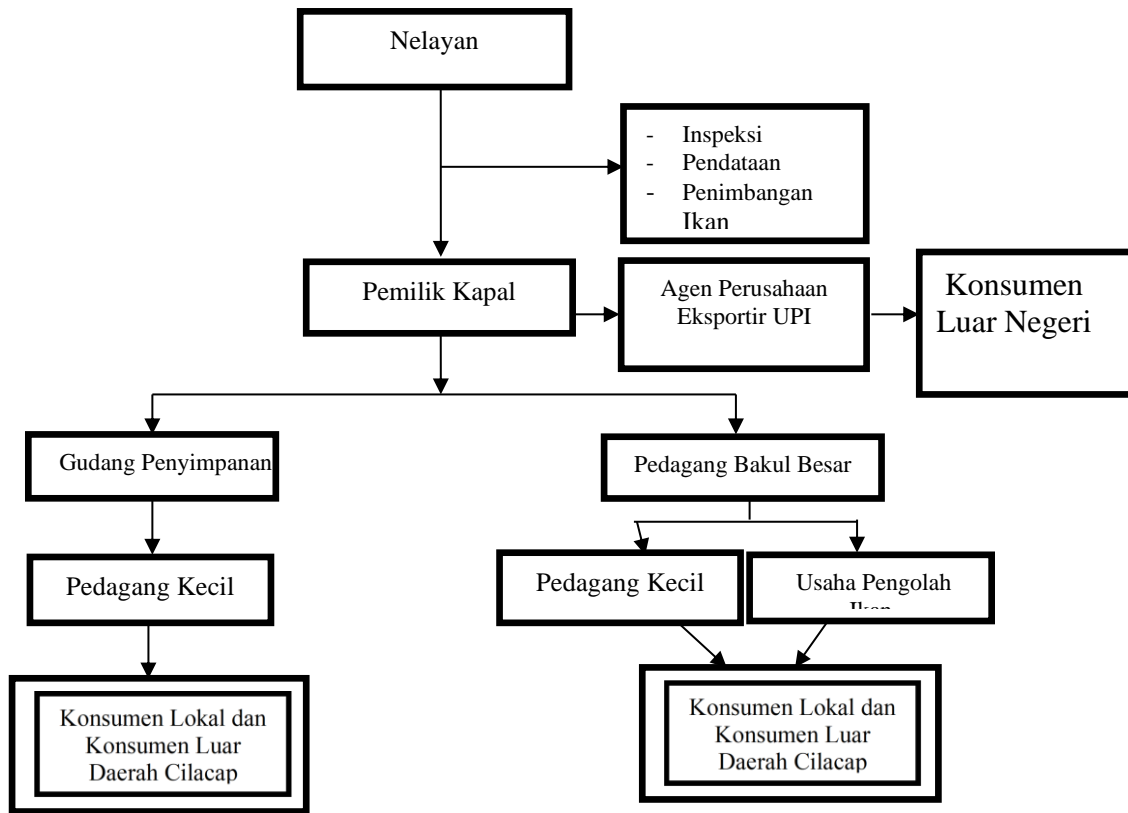 Nelayan
- Inspeksi
- Pendataan
- Penimbangan
Ikan
Pemilik Kapal
Agen Perusahaan
Eksportir UPI
Konsumen
Luar Negeri
Gudang Penyimpanan
Pedagang Bakul Besar
Pedagang Kecil
Pedagang Kecil
Usaha Pengolah
Ikan
Konsumen Lokal dan
Konsumen Luar
Daerah Cilacap
Konsumen Lokal dan
Konsumen Luar
Daerah Cilacap